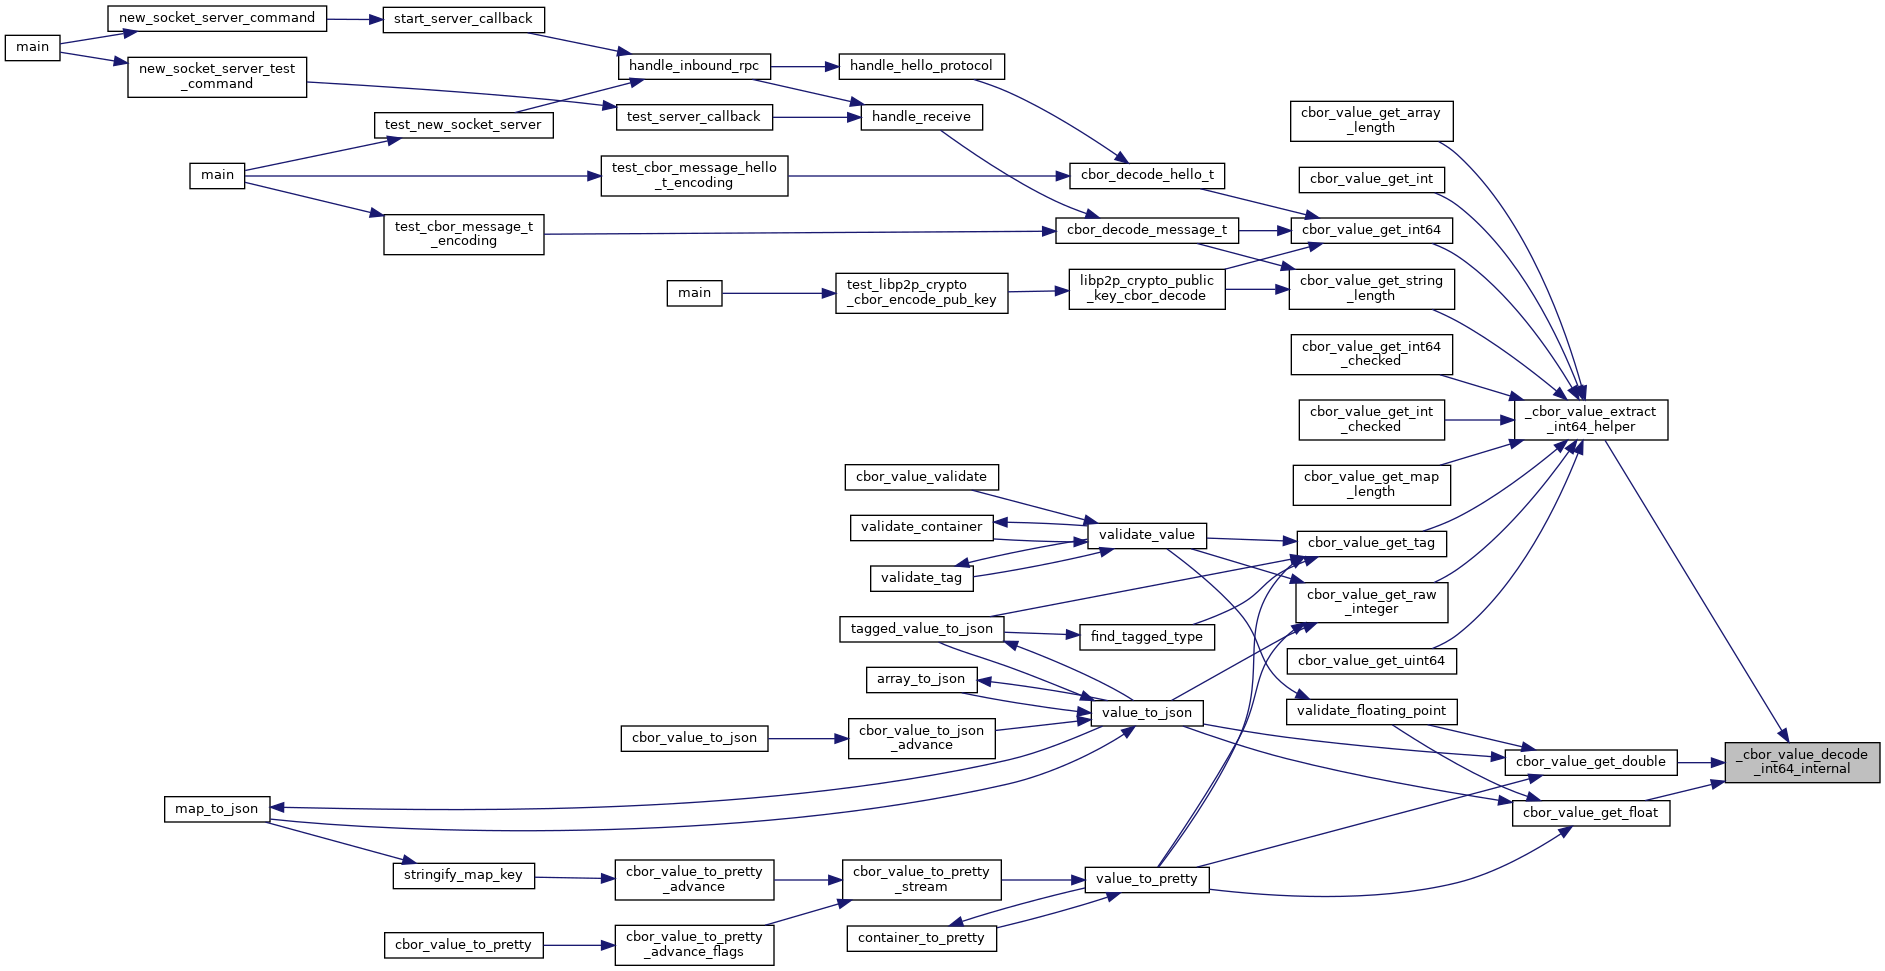 new_socket_server_command
start_server_callback
main
new_socket_server_test
_command
handle_inbound_rpc
handle_hello_protocol
test_server_callback
handle_receive
test_new_socket_server
cbor_value_get_array
_length
main
test_cbor_message_hello
_t_encoding
cbor_decode_hello_t
cbor_value_get_int
test_cbor_message_t
_encoding
cbor_decode_message_t
cbor_value_get_int64
main
test_libp2p_crypto
_cbor_encode_pub_key
libp2p_crypto_public
_key_cbor_decode
cbor_value_get_string
_length
cbor_value_get_int64
_checked
cbor_value_get_int
_checked
_cbor_value_extract
_int64_helper
cbor_value_get_map
_length
cbor_value_validate
validate_container
validate_value
cbor_value_get_tag
validate_tag
cbor_value_get_raw
_integer
tagged_value_to_json
find_tagged_type
cbor_value_get_uint64
array_to_json
value_to_json
validate_floating_point
cbor_value_to_json
cbor_value_to_json
_advance
cbor_value_get_double
_cbor_value_decode
_int64_internal
map_to_json
cbor_value_get_float
stringify_map_key
cbor_value_to_pretty
_advance
cbor_value_to_pretty
_stream
value_to_pretty
cbor_value_to_pretty
cbor_value_to_pretty
_advance_flags
container_to_pretty